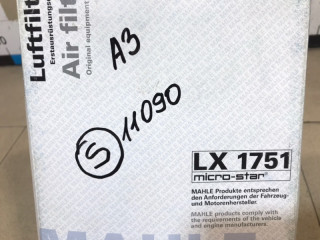 Luftfilt
Erstausrüstungs
Air filt
Original equipment
A3
S 11090
LX 1751
micro-star®
MAHLE Produkte entsprechen
den Anforderungen der Fahrzeug-
und Motorenhersteller
MAHLE products comply with
the requirements of the vehicle
and engine manufacturers
MAHLE